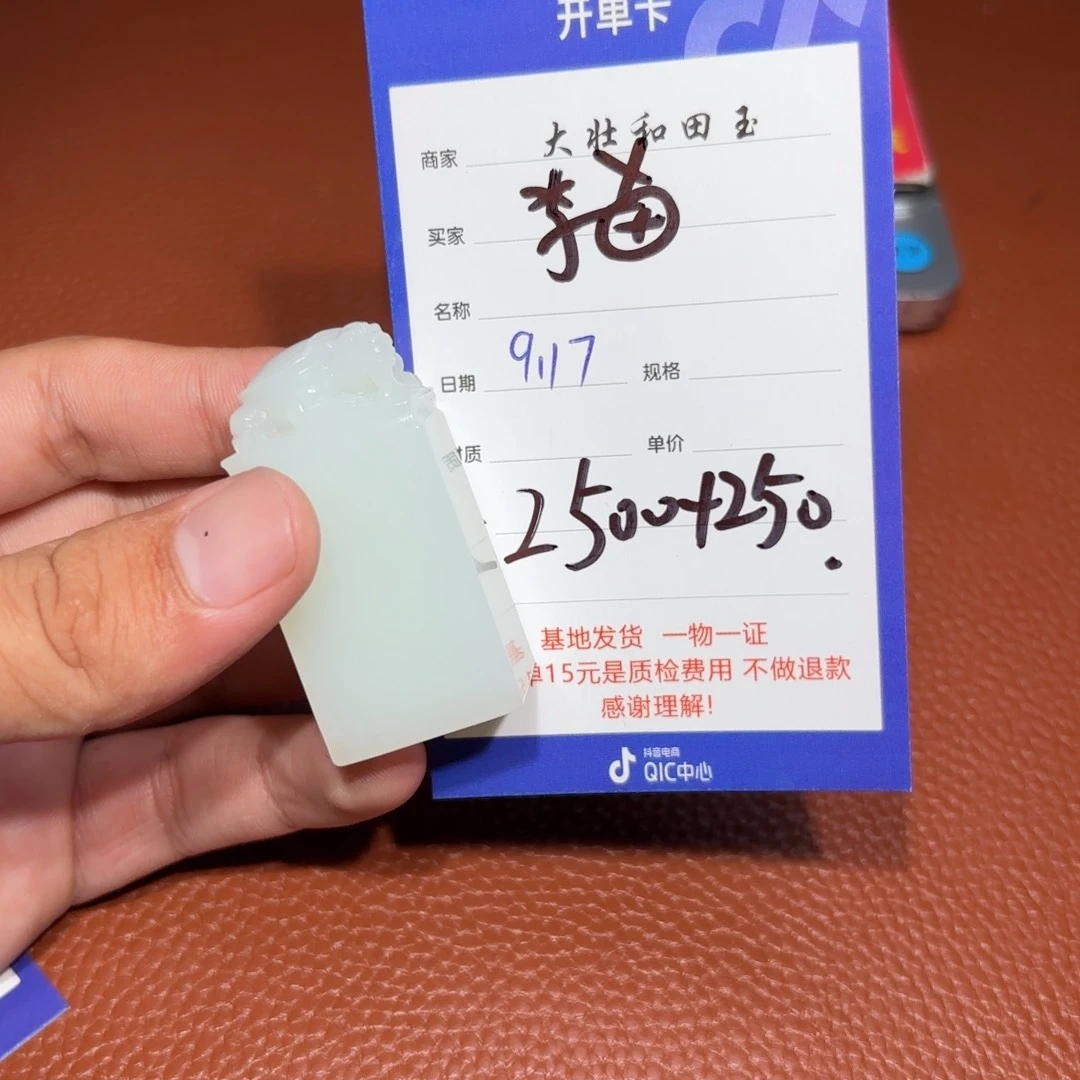 开单卡
商家 大壮和田玉
买家 李
名称
日期 9.17 规格
材质 单价
2500+250.
基地发货 一物一证
单15元是质检费用 不做退款
感谢理解!
抖音电商
QIC中心